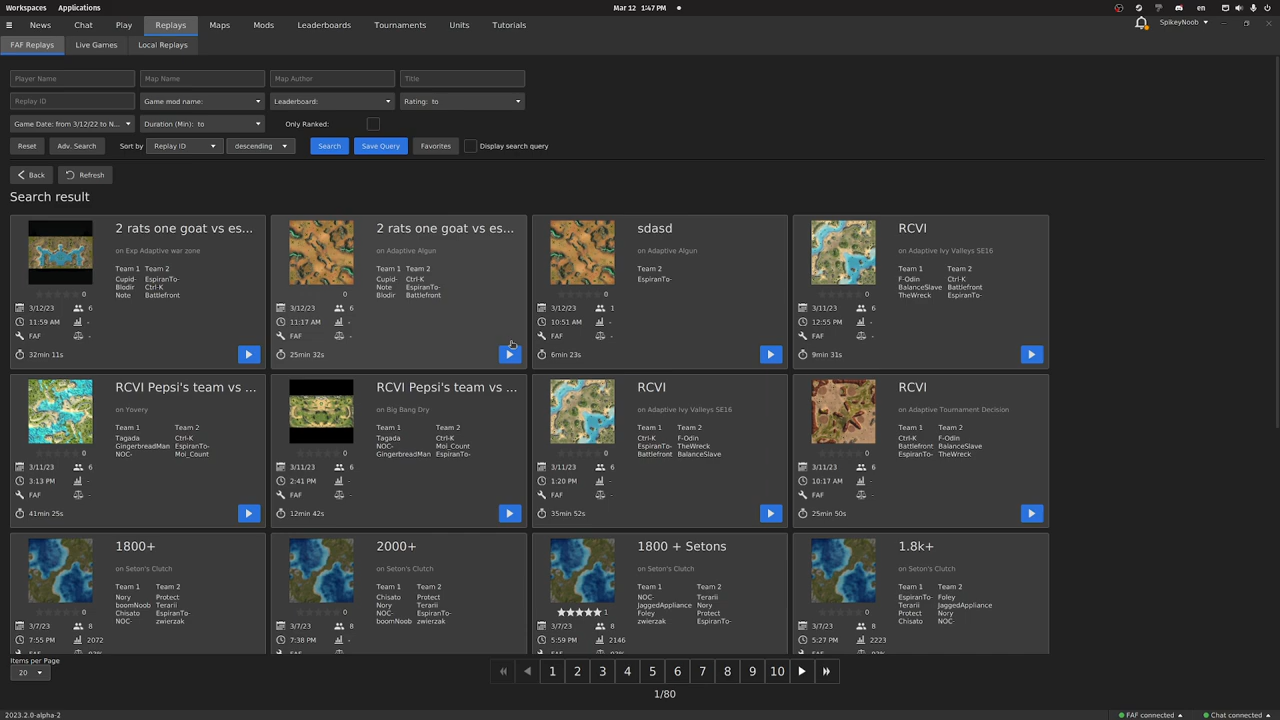 Workspaces Applications Mar 12 1:47 PM en
News Chat Play Replays Maps Mods Leaderboards Tournaments Units Tutorials SpikeyNoob
FAF Replays Live Games Local Replays
Player Name Map Name Map Author Title
Replay ID Game mod name: Leaderboard: Rating: to
Game Date: from 3/12/22 to N... Duration (Min): to Only Ranked:
Reset Adv. Search Sort by Replay ID descending Search Save Query Favorites Display search query
Back Refresh
Search result
2 rats one goat vs es...
on Exp Adaptive war zone
Team 1 Team 2
Cupid- EspiranTo-
Blodir Ctrl-K
Note Battlefront
0
3/12/23 6
11:59 AM -
FAF -
32min 11s
2 rats one goat vs es...
on Adaptive Algun
Team 1 Team 2
Cupid- Ctrl-K
Note EspiranTo-
Blodir Battlefront
0
3/12/23 6
11:17 AM -
FAF -
25min 32s
sdasd
on Adaptive Algun
Team 2
EspiranTo-
0
3/12/23 1
10:51 AM -
FAF -
6min 23s
RCVI
on Adaptive Ivy Valleys SE16
Team 1 Team 2
F-Odin Ctrl-K
BalanceSlave Battlefront
TheWreck EspiranTo-
0
3/11/23 6
12:55 PM -
FAF -
9min 31s
RCVI Pepsi's team vs ...
on Yovery
Team 1 Team 2
Tagada Ctrl-K
GingerbreadMan EspiranTo-
NOC- Moi_Count
0
3/11/23 6
3:13 PM -
FAF -
41min 25s
RCVI Pepsi's team vs ...
on Big Bang Dry
Team 1 Team 2
Tagada Ctrl-K
NOC- Moi_Count
GingerbreadMan EspiranTo-
0
3/11/23 6
2:41 PM -
FAF -
12min 42s
RCVI
on Adaptive Ivy Valleys SE16
Team 1 Team 2
Ctrl-K F-Odin
EspiranTo- TheWreck
Battlefront BalanceSlave
0
3/11/23 6
1:20 PM -
FAF -
35min 52s
RCVI
on Adaptive Tournament Decision
Team 1 Team 2
Ctrl-K F-Odin
Battlefront BalanceSlave
EspiranTo- TheWreck
0
3/11/23 6
10:17 AM -
FAF -
25min 50s
1800+
on Seton's Clutch
Team 1 Team 2
Nory Protect
boomNoob Terarii
Chisato EspiranTo-
NOC- zwierzak
0
3/7/23 8
7:55 PM 2072
2000+
on Seton's Clutch
Team 1 Team 2
Chisato Protect
Nory Terarii
NOC- EspiranTo-
boomNoob zwierzak
0
3/7/23 8
7:38 PM -
1800 + Setons
on Seton's Clutch
Team 1 Team 2
NOC- Terarii
JaggedAppliance Nory
Foley Protect
zwierzak EspiranTo-
1
3/7/23 8
5:59 PM 2146
1.8k+
on Seton's Clutch
Team 1 Team 2
EspiranTo- Foley
Terarii JaggedAppliance
Protect Nory
Chisato NOC-
0
3/7/23 8
5:27 PM 2223
Items per Page
20
1 2 3 4 5 6 7 8 9 10
1/80
2023.2.0-alpha-2 FAF connected Chat connected